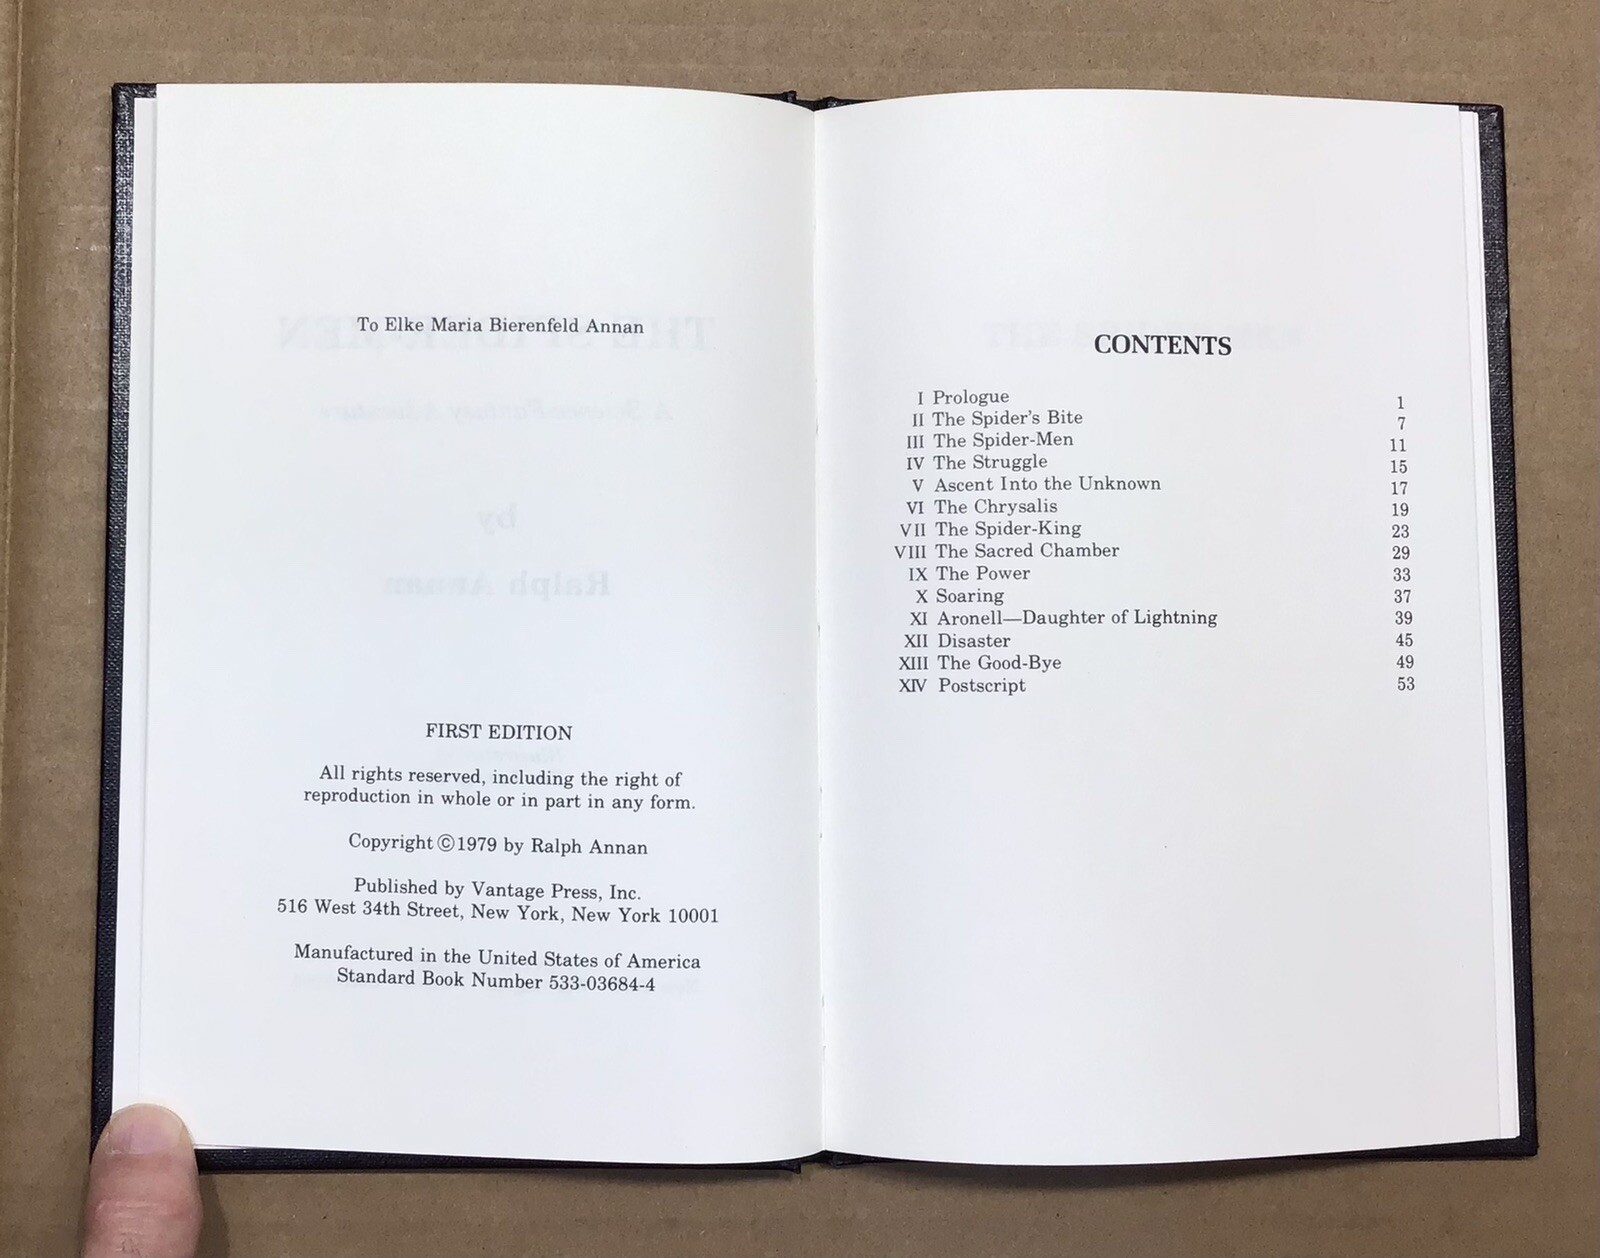 To Elke Maria Bierenfeld Annan
FIRST EDITION
All rights reserved, including the right of
reproduction in whole or in part in any form.
Copyright ©1979 by Ralph Annan
Published by Vantage Press, Inc.
516 West 34th Street, New York, New York 10001
Manufactured in the United States of America
Standard Book Number 533-03684-4
CONTENTS
I Prologue 1
II The Spider's Bite 7
III The Spider-Men 11
IV The Struggle 15
V Ascent Into the Unknown 17
VI The Chrysalis 19
VII The Spider-King 23
VIII The Sacred Chamber 29
IX The Power 33
X Soaring 37
XI Aronell—Daughter of Lightning 39
XII Disaster 45
XIII The Good-Bye 49
XIV Postscript 53